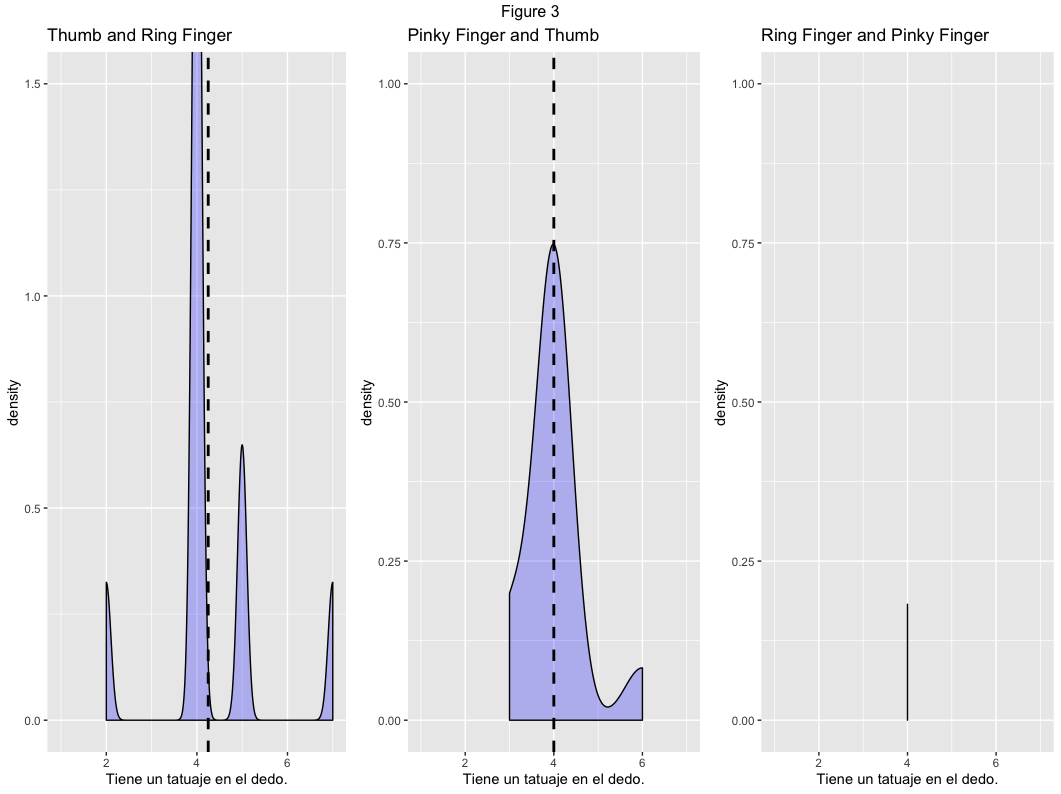 Figure 3
Thumb and Ring Finger
Pinky Finger and Thumb
Ring Finger and Pinky Finger
density
1.5
1.0
0.5
0.0
2
4
6
Tiene un tatuaje en el dedo.
density
1.00
0.75
0.50
0.25
0.00
2
4
6
Tiene un tatuaje en el dedo.
density
1.00
0.75
0.50
0.25
0.00
2
4
6
Tiene un tatuaje en el dedo.